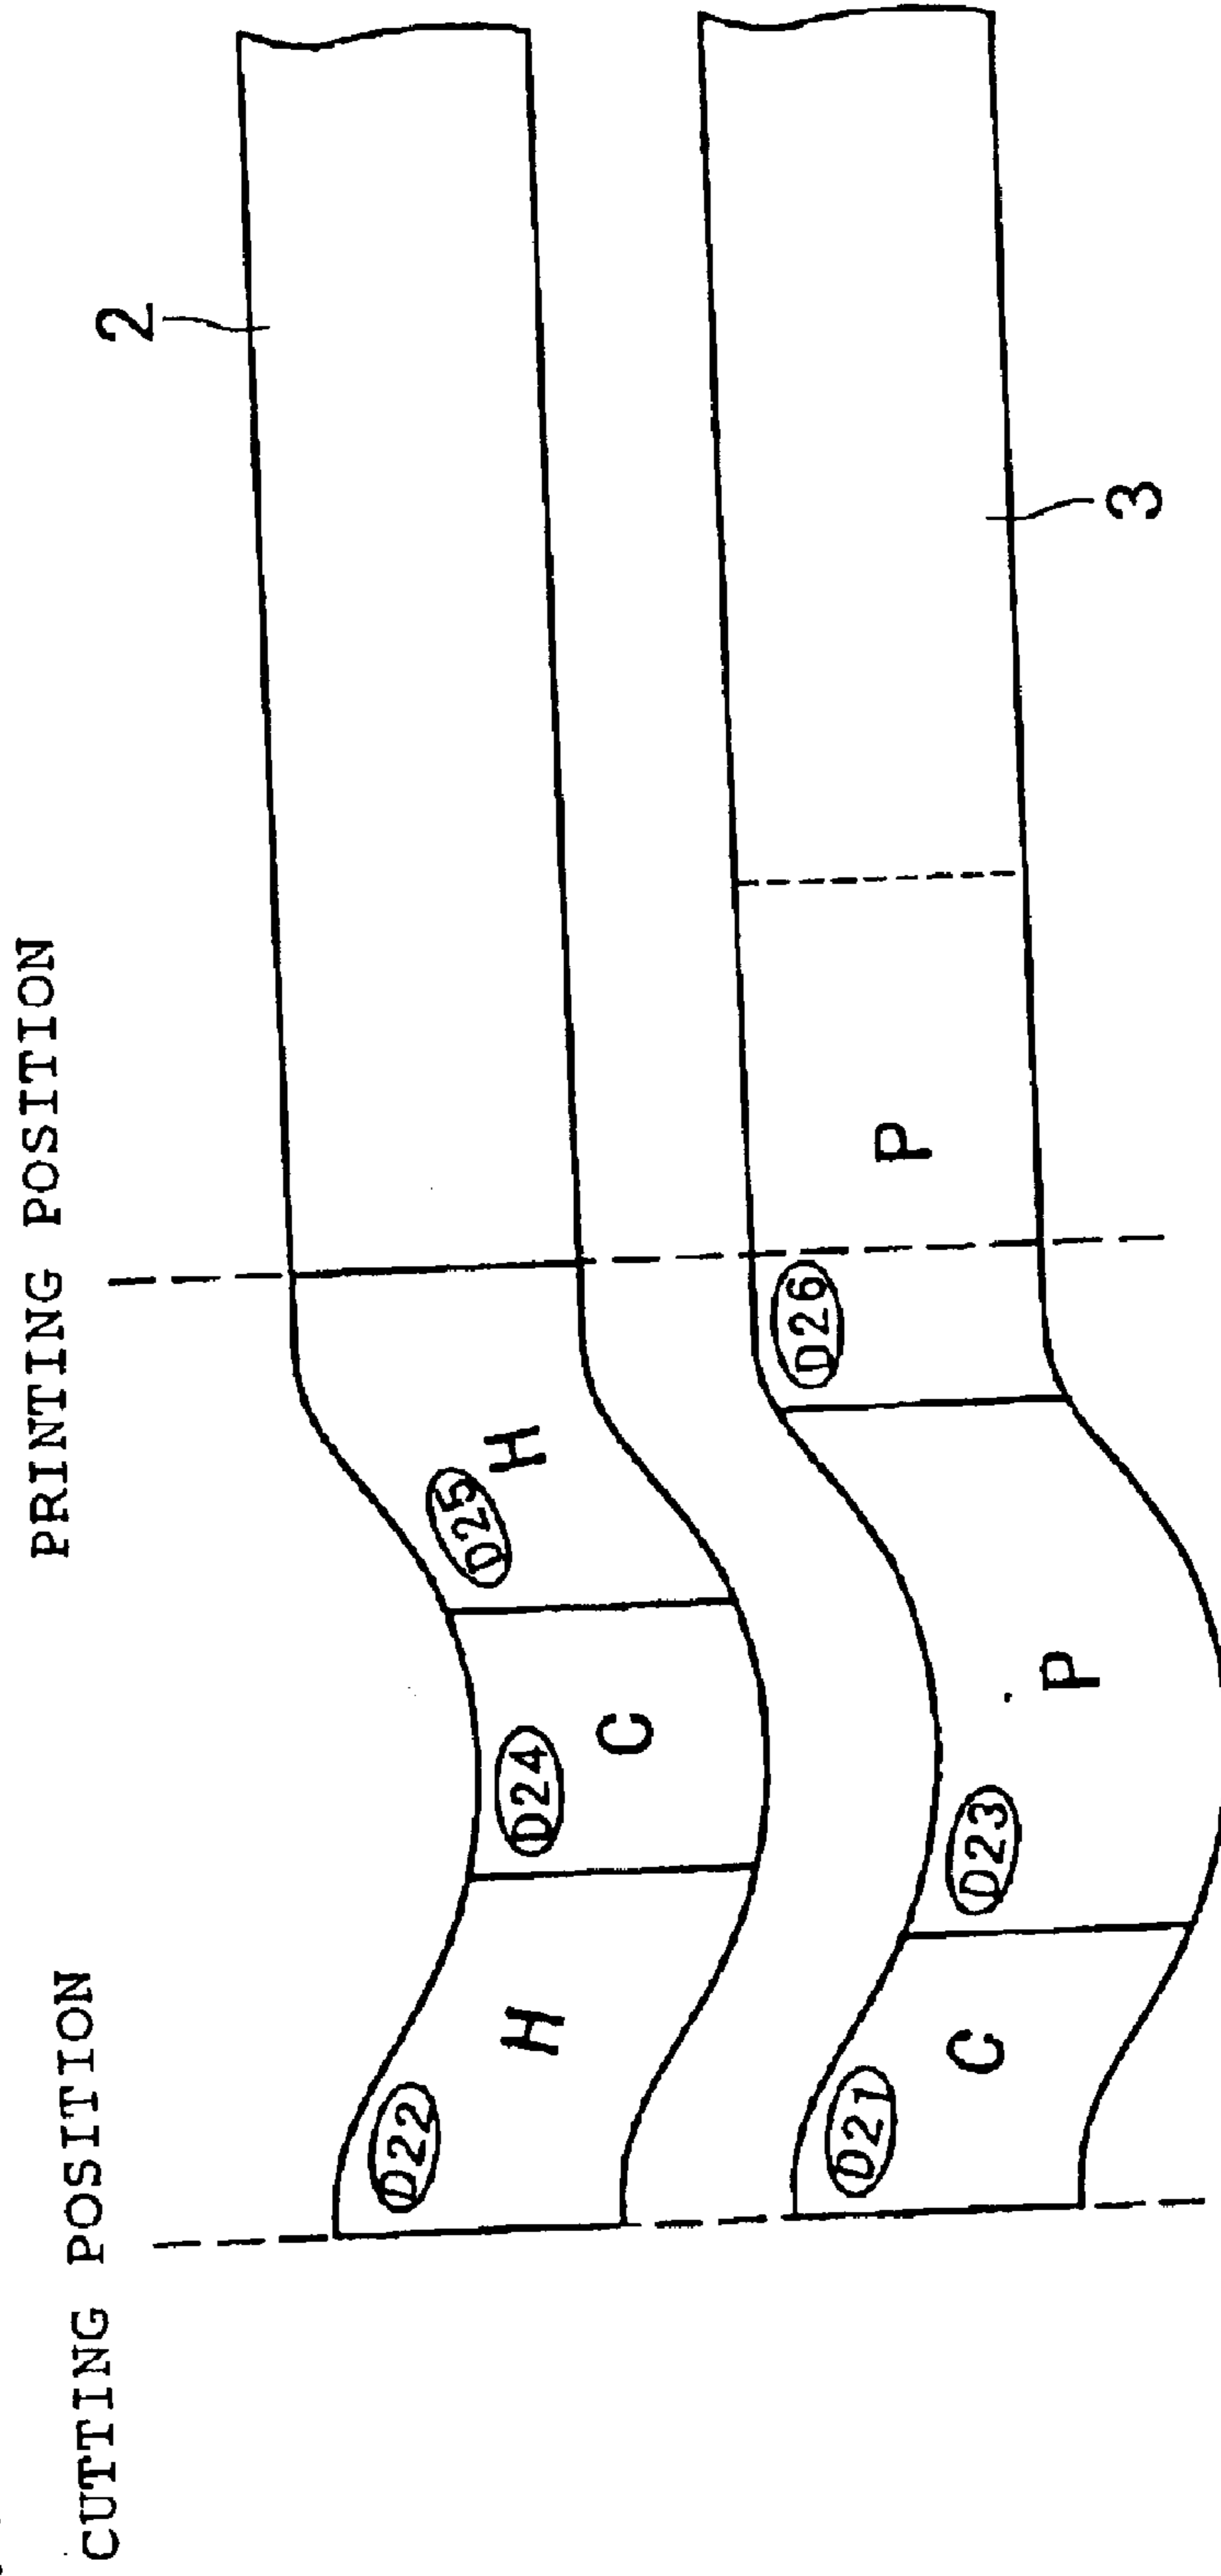 CUTTING POSITION
PRINTING POSITION
2
D22
H
D24
C
D25
H
D21
C
D23
P
D26
P
3